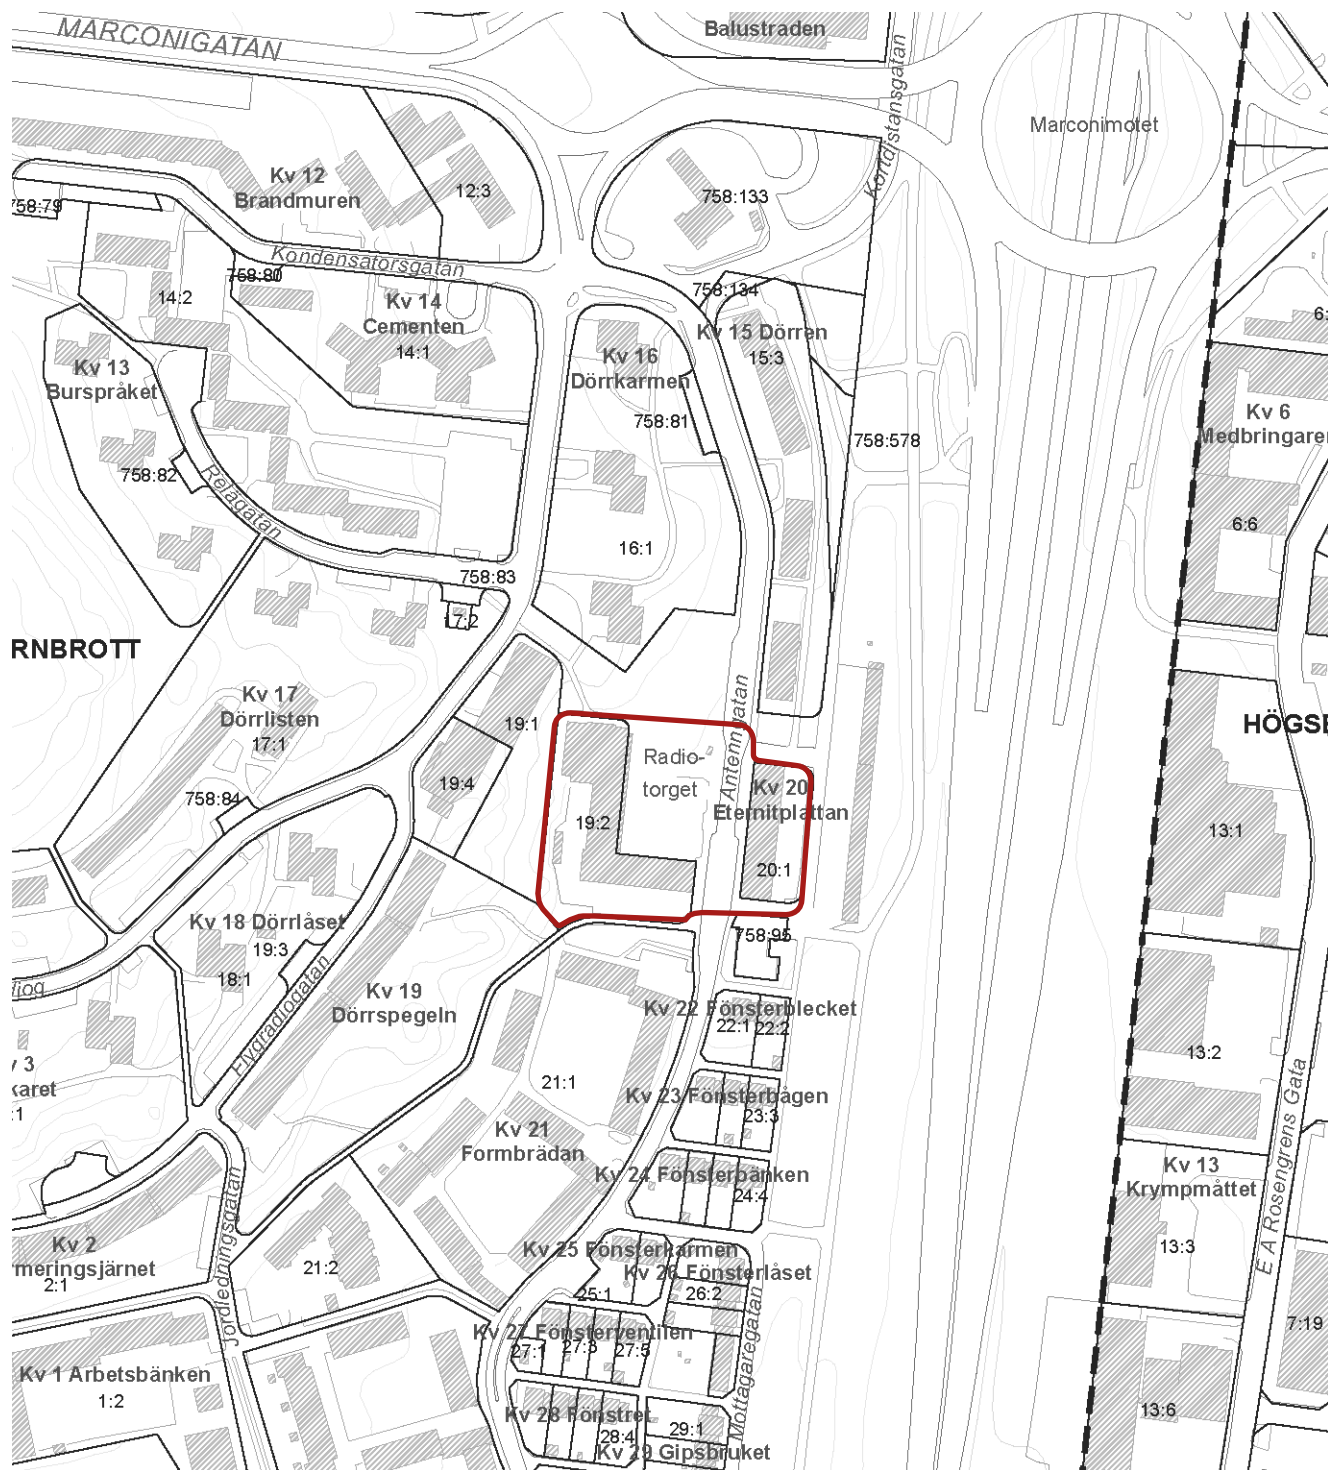 MARCONIGATAN
Balustraden
Kortdistansgatan
Marconimotet
Kv 12
Brandmuren
12:3
758:133
758:79
Kondensatorsgatan
758:80
758:134
14:2
Kv 14
Cementen
14:1
Kv 15 Dörren
15:3
Kv 13
Burspråket
Kv 16
Dörrkarmen
758:81
758:578
Kv 6
Medbringaren
758:82
Relägatan
6:6
16:1
758:83
17:2
RNBROTT
Kv 17
Dörrlisten
17:1
19:1
Antenngatan
HÖGSB
Radio-
torget
19:4
Kv 20
Eternitplattan
758:84
19:2
13:1
20:1
Kv 18 Dörrlåset
19:3
18:1
758:95
Flygradiogatan
Kv 19
Dörrspegeln
Kv 22 Fönsterblecket
22:1
22:2
13:2
v 3
karet
:1
21:1
Kv 23 Fönsterbågen
23:3
E A Rosengrens Gata
Kv 21
Formbrädan
Kv 24 Fönsterbänken
24:4
Kv 13
Krympmåttet
Jordledningsgatan
Kv 2
meringsjärnet
2:1
21:2
Kv 25 Fönsterkarmen
Kv 26 Fönsterlåset
25:1
26:2
13:3
7:19
Kv 27 Fönsterventilen
27:1
27:3
27:5
Mottagaregatan
Kv 1 Arbetsbänken
1:2
Kv 28 Fönstret
28:4
29:1
Kv 29 Gipsbruket
13:6